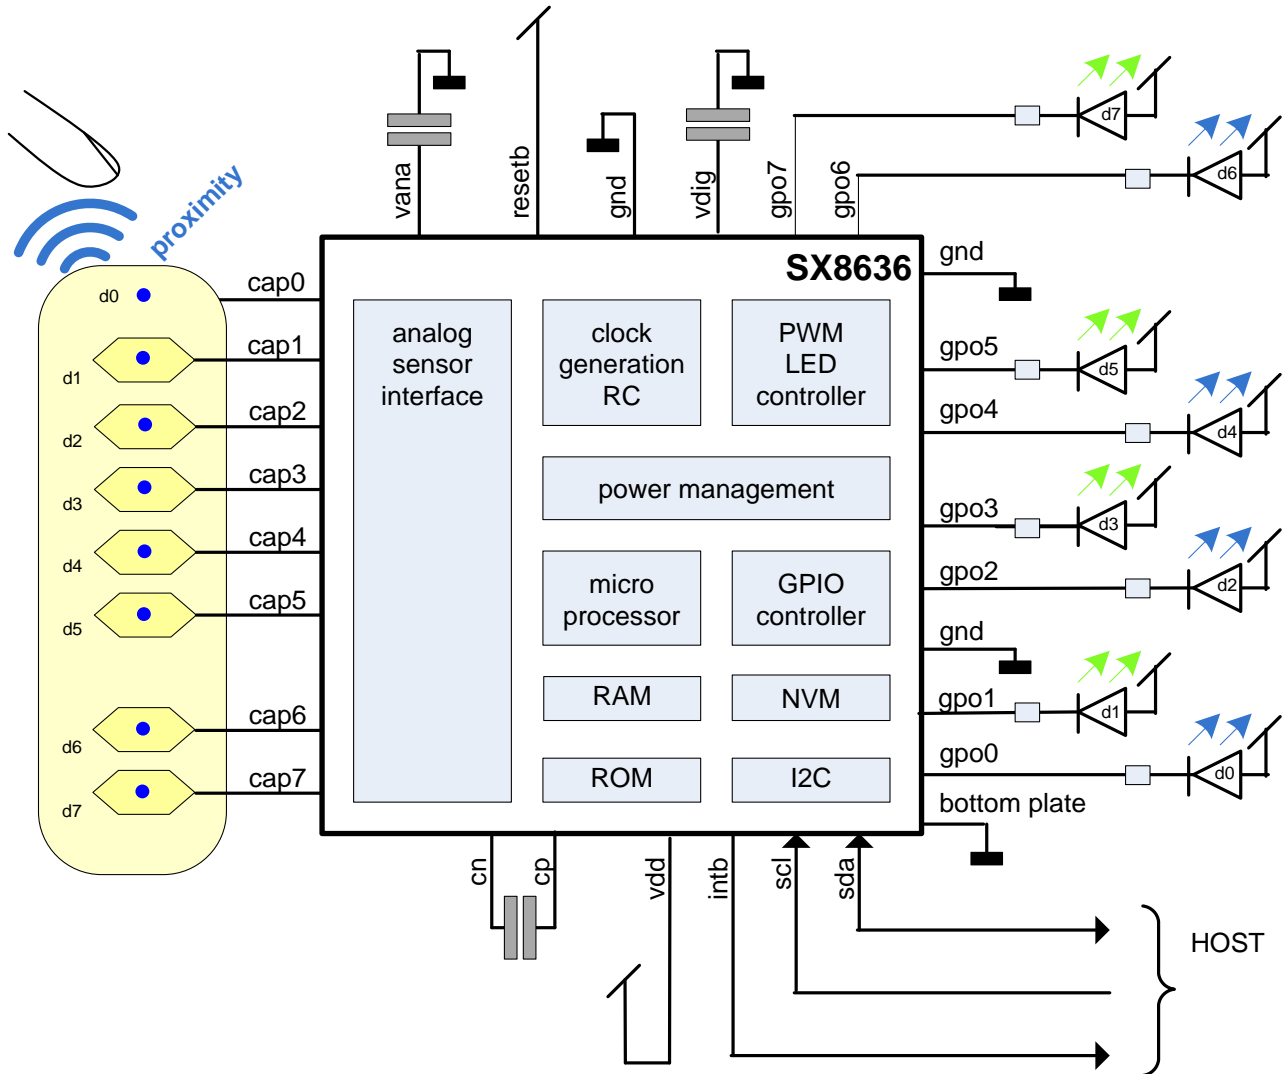 vana
resetb
gnd
vdig
gpo7
gpo6
d7
d6
proximity
SX8636
gnd
d0
cap0
d1
cap1
d2
cap2
d3
cap3
d4
cap4
d5
cap5
d6
cap6
d7
cap7
analog
sensor
interface
clock
generation
RC
PWM
LED
controller
power management
micro
processor
GPIO
controller
RAM
NVM
ROM
I2C
gpo5
d5
gpo4
d4
gpo3
d3
gpo2
d2
gnd
gpo1
d1
gpo0
d0
bottom plate
cn
cp
vdd
intb
scl
sda
HOST